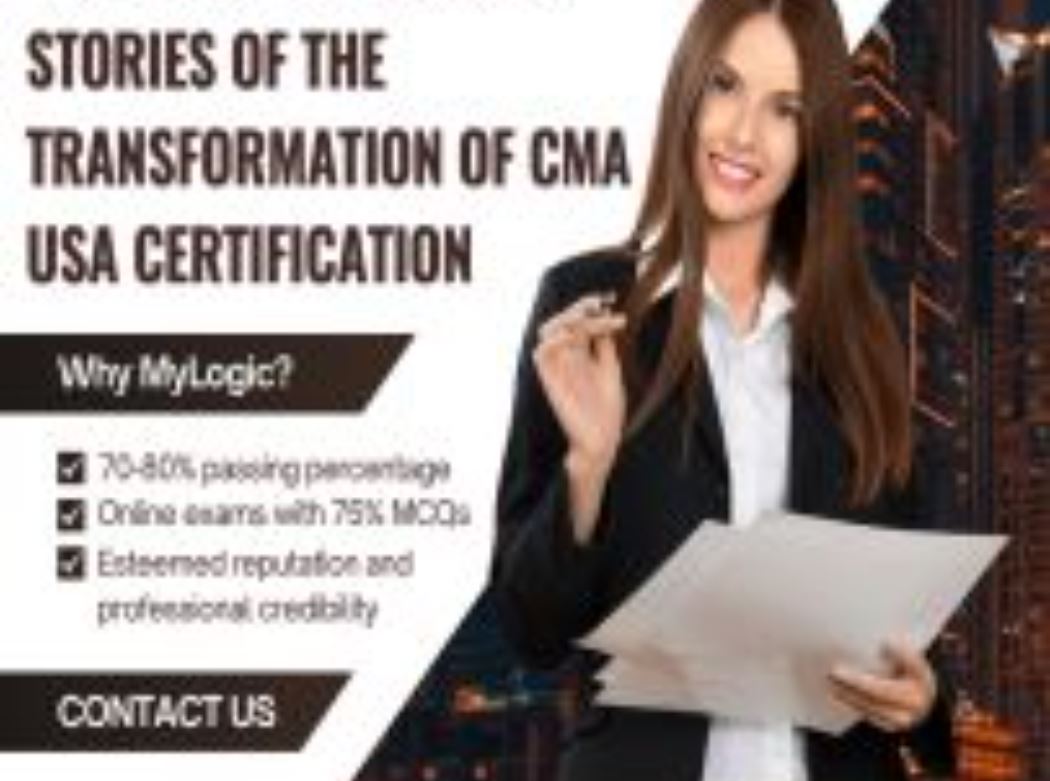 STORIES OF THE
TRANSFORMATION OF CMA
USA CERTIFICATION
Why MyLogic?
70-80% passing percentage
Online exams with 75% MCQs
Esteemed reputation and
professional credibility
CONTACT US